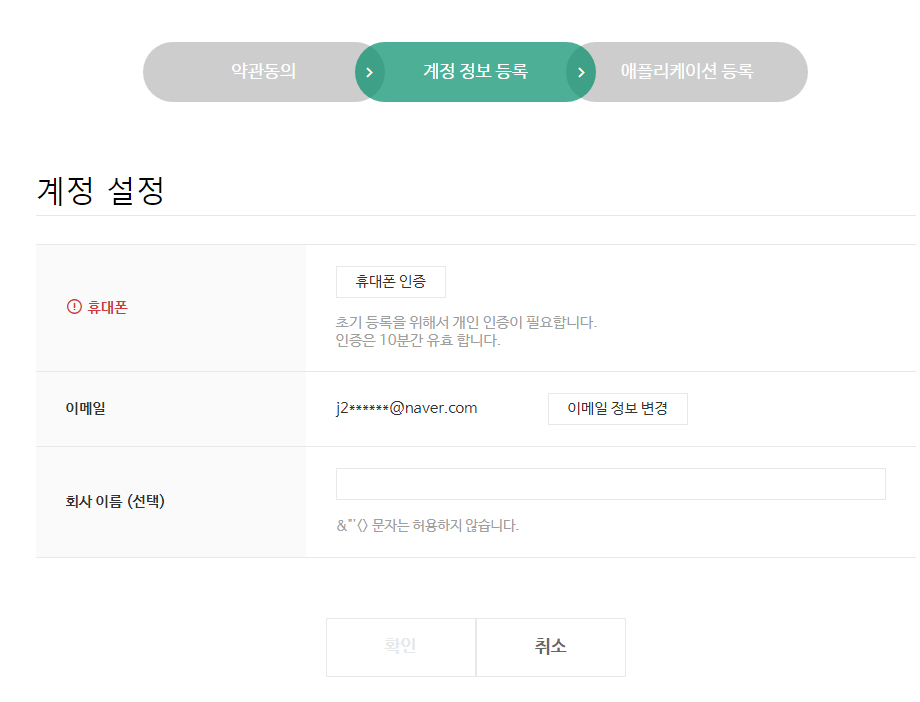 약관동의 > 계정 정보 등록 > 애플리케이션 등록
계정 설정
휴대폰
휴대폰 인증
초기 등록을 위해서 개인 인증이 필요합니다.
인증은 10분간 유효 합니다.
이메일
j2******@naver.com
이메일 정보 변경
회사 이름 (선택)
&"'<> 문자는 허용하지 않습니다.
확인
취소